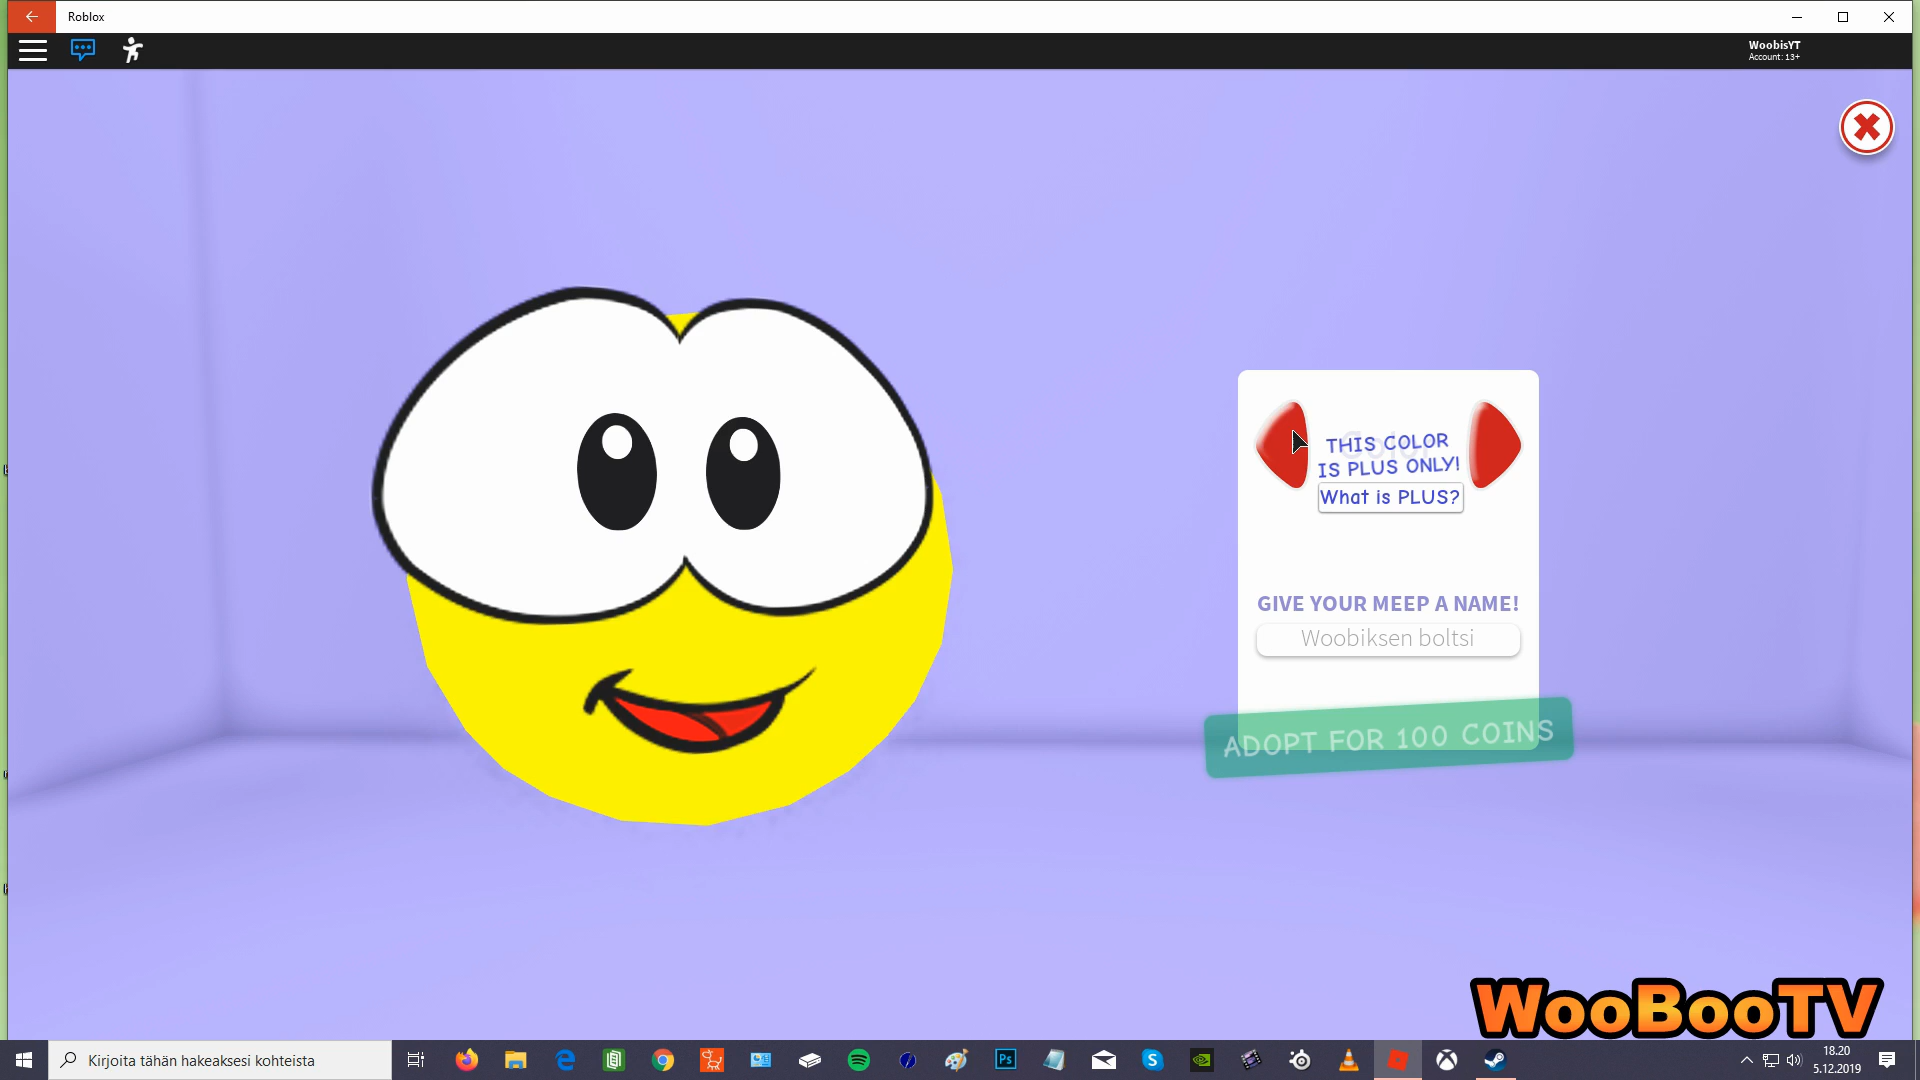 Roblox
WoobisYT
Account: 13+
THIS COLOR
IS PLUS ONLY!
What is PLUS?
GIVE YOUR MEEP A NAME!
Woobiksen boltsi
ADOPT FOR 100 COINS
WooBooTV
Kirjoita tähän hakeaksesi kohteista
Ps
18.20
5.12.2019